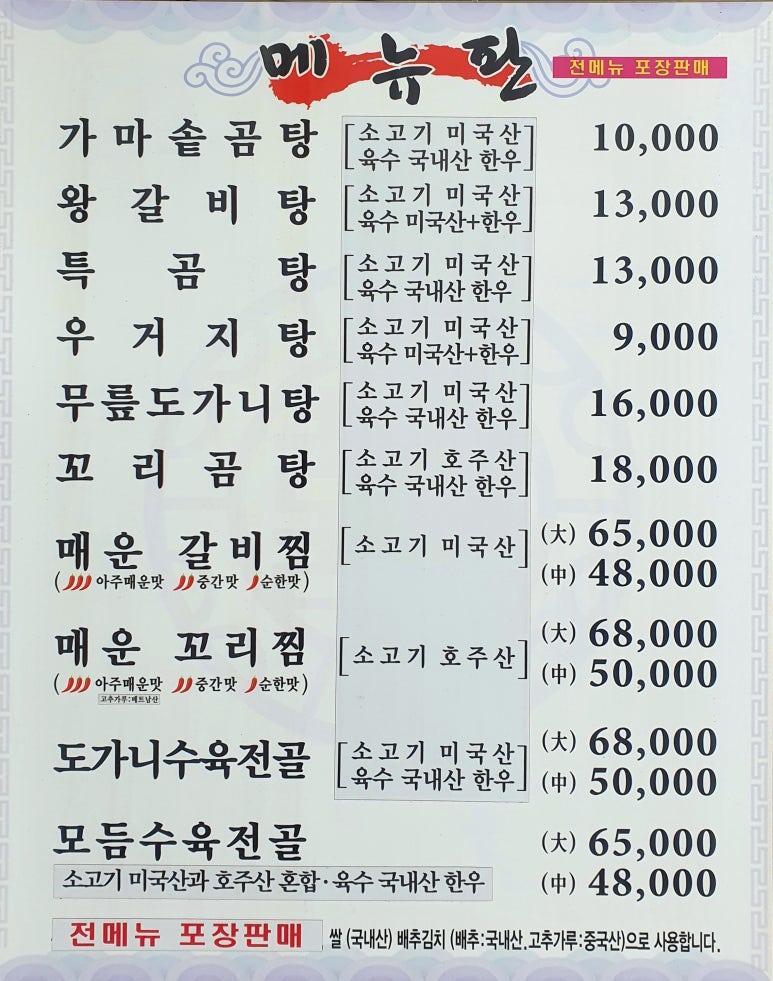 메뉴판
전메뉴 포장판매
가마솥곰탕 [소고기 미국산 10,000
육수 국내산 한우]
왕갈비탕 [소고기 미국산 13,000
육수 미국산+한우]
특곰탕 [소고기 미국산 13,000
육수 국내산 한우]
우거지탕 [소고기 미국산 9,000
육수 미국산+한우]
무릎도가니탕 [소고기 미국산 16,000
육수 국내산 한우]
꼬리곰탕 [소고기 호주산 18,000
육수 국내산 한우]
매운 갈비찜 [소고기 미국산] (大) 65,000
(아주매운맛 중간맛 순한맛) (中) 48,000
매운 꼬리찜 [소고기 호주산] (大) 68,000
(아주매운맛 중간맛 순한맛) (中) 50,000
고추가루:베트남산
도가니수육전골 [소고기 미국산 (大) 68,000
육수 국내산 한우] (中) 50,000
모듬수육전골 (大) 65,000
소고기 미국산과 호주산 혼합·육수 국내산 한우 (中) 48,000
전메뉴 포장판매 쌀 (국내산) 배추김치 (배추:국내산.고추가루:중국산)으로 사용합니다.